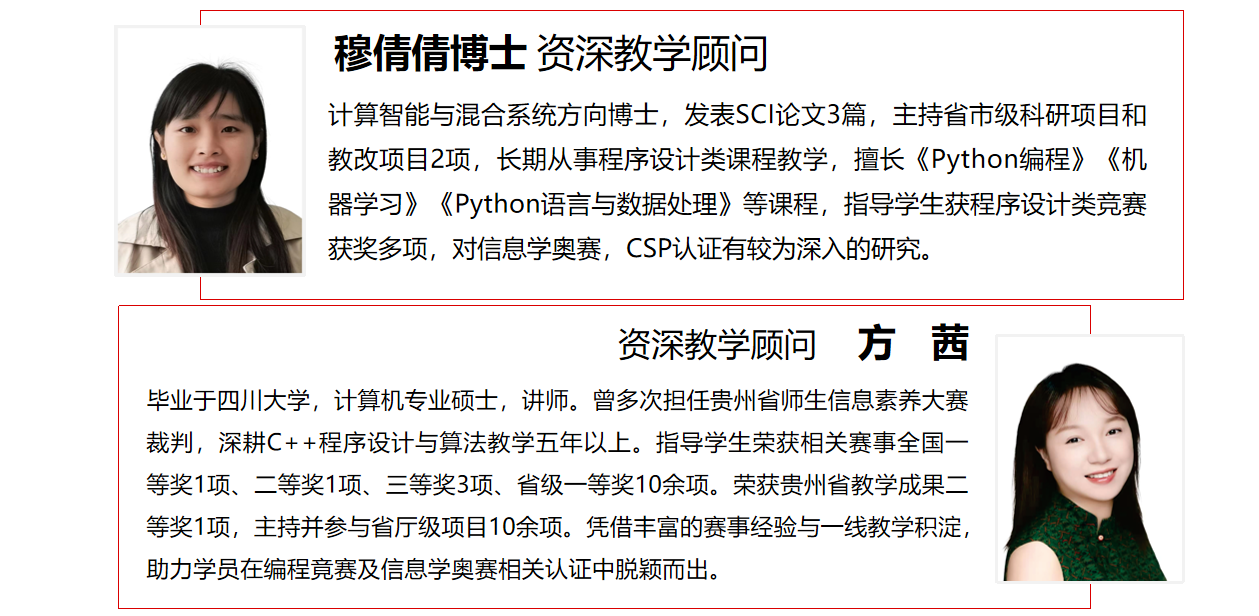 穆倩倩博士 资深教学顾问
计算智能与混合系统方向博士，发表SCI论文3篇，主持省市级科研项目和
教改项目2项，长期从事程序设计类课程教学，擅长《Python编程》《机
器学习》《Python语言与数据处理》等课程，指导学生获程序设计类竞赛
获奖多项，对信息学奥赛，CSP认证有较为深入的研究。
资深教学顾问 方 茜
毕业于四川大学，计算机专业硕士，讲师。曾多次担任贵州省师生信息素养大赛
裁判，深耕C++程序设计与算法教学五年以上。指导学生荣获相关赛事全国一
等奖1项、二等奖1项、三等奖3项、省级一等奖10余项。荣获贵州省教学成果二
等奖1项，主持并参与省厅级项目10余项。凭借丰富的赛事经验与一线教学积淀，
助力学员在编程竟赛及信息学奥赛相关认证中脱颖而出。